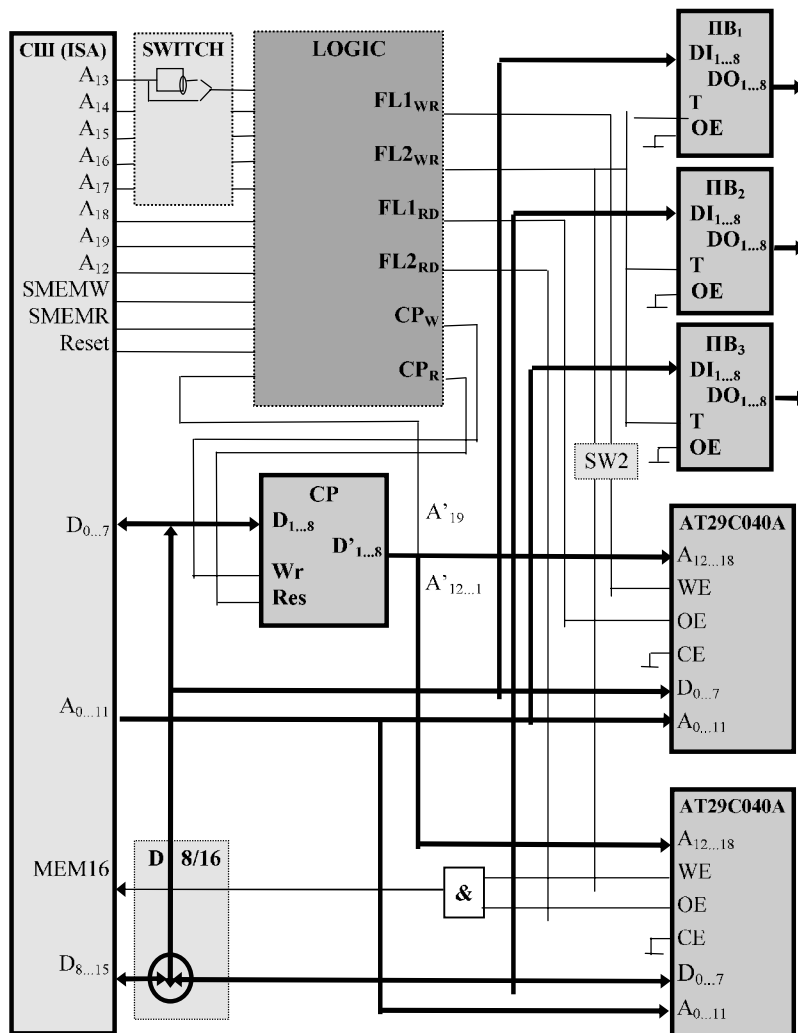 СШ (ISA)
A13
A14
A15
A16
A17
A18
A19
A12
SMEMW
SMEMR
Reset
D0...7
A0...11
MEM16
D8...15
SWITCH
LOGIC
FL1WR
FL2WR
FL1RD
FL2RD
CPW
CPR
CP
D1...8
D'1...8
Wr
Res
A'19
A'12...1
SW2
D 8/16
&
ПВ1
DI1...8
DO1...8
T
OE
ПВ2
DI1...8
DO1...8
T
OE
ПВ3
DI1...8
DO1...8
T
OE
AT29C040A
A12...18
WE
OE
CE
D0...7
A0...11
AT29C040A
A12...18
WE
OE
CE
D0...7
A0...11